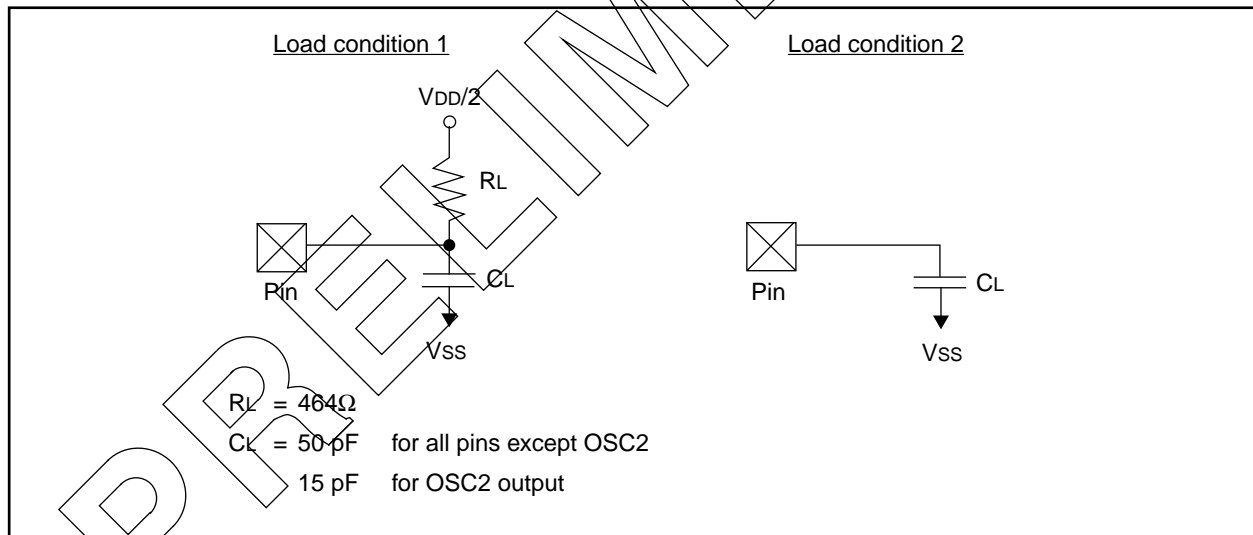 Load condition 1
Load condition 2
VDD/2
RL
Pin
CL
VSS
Pin
CL
VSS
RL = 464Ω
CL = 50 pF for all pins except OSC2
15 pF for OSC2 output
PRELIM